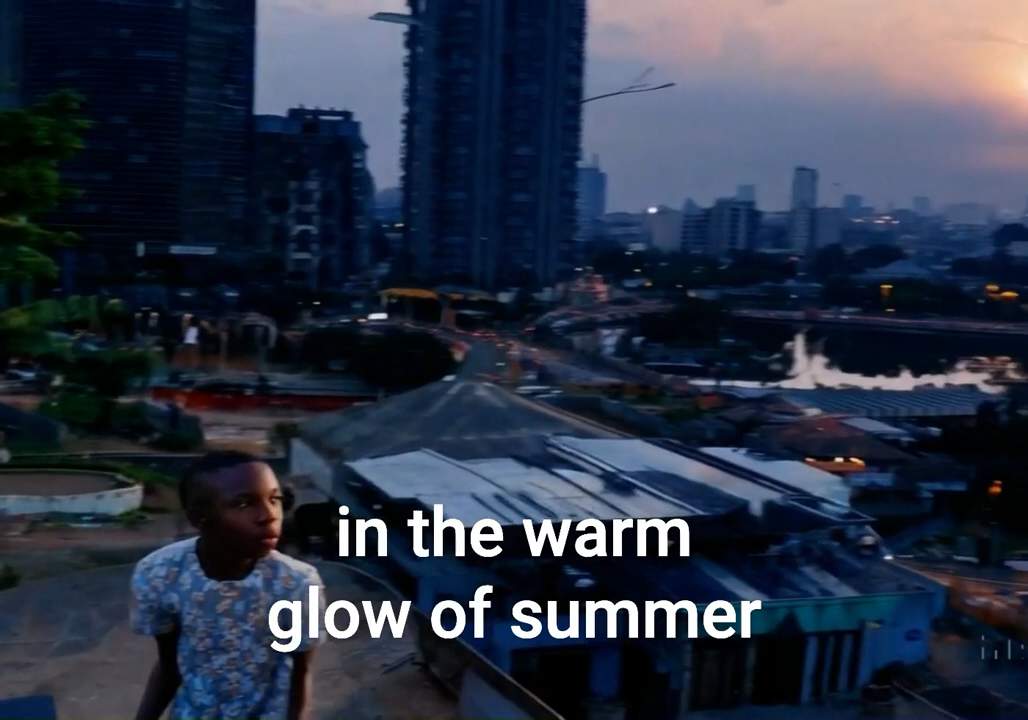 in the warm
glow of summer